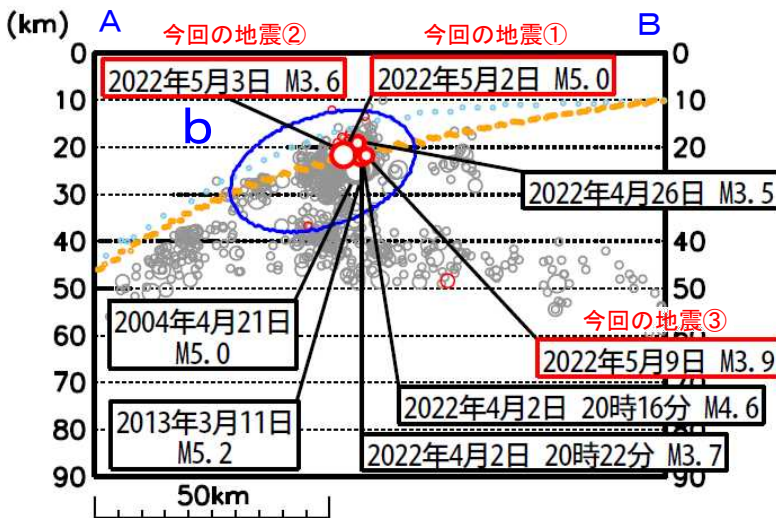 (km)
A
今回の地震②
今回の地震①
B
0
0
2022年5月3日 M3.6
2022年5月2日 M5.0
10
10
b
20
20
2022年4月26日 M3.5
30
30
40
40
50
50
2004年4月21日
M5.0
今回の地震③
60
60
2022年5月9日 M3.9
70
70
2022年4月2日 20時16分 M4.6
2013年3月11日
M5.2
80
80
2022年4月2日 20時22分 M3.7
90
90
50km